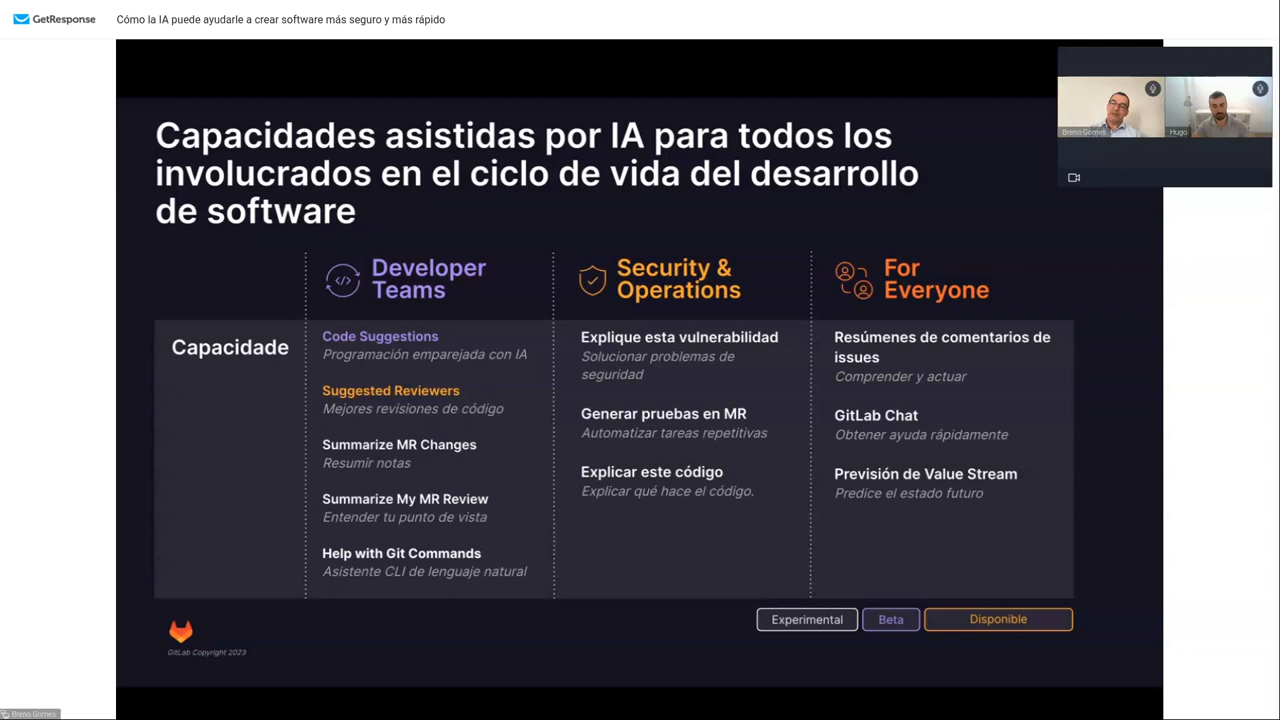 GetResponse
Cómo la IA puede ayudarle a crear software más seguro y más rápido
Capacidades asistidas por IA para todos los
involucrados en el ciclo de vida del desarrollo
de software
Breno Gomes
Hugo
Developer
Teams
Security &
Operations
For
Everyone
Capacidade
Code Suggestions
Programación emparejada con IA
Suggested Reviewers
Mejores revisiones de código
Summarize MR Changes
Resumir notas
Summarize My MR Review
Entender tu punto de vista
Help with Git Commands
Asistente CLI de lenguaje natural
Explique esta vulnerabilidad
Solucionar problemas de
seguridad
Generar pruebas en MR
Automatizar tareas repetitivas
Explicar este código
Explicar qué hace el código.
Resúmenes de comentarios de
issues
Comprender y actuar
GitLab Chat
Obtener ayuda rápidamente
Previsión de Value Stream
Predice el estado futuro
Experimental
Beta
Disponible
GitLab Copyright 2023
Breno Gomes